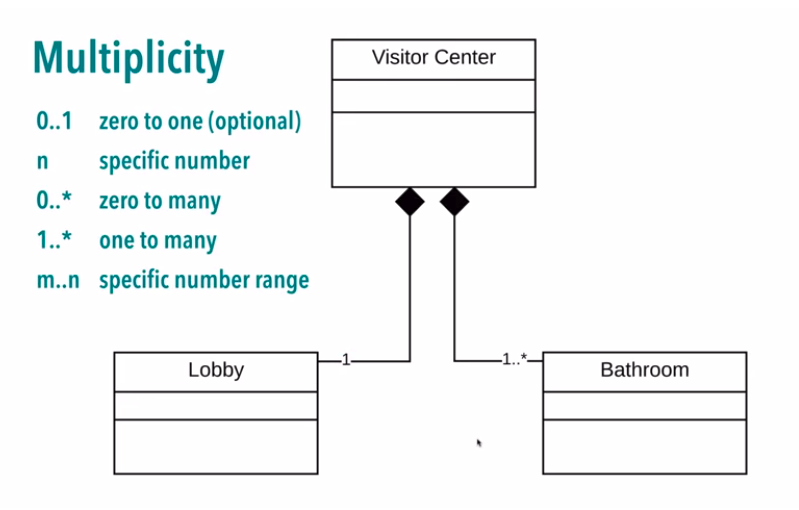 Multiplicity
0..1 zero to one (optional)
n specific number
0..* zero to many
1..* one to many
m..n specific number range
Visitor Center
1
1..*
Lobby
Bathroom